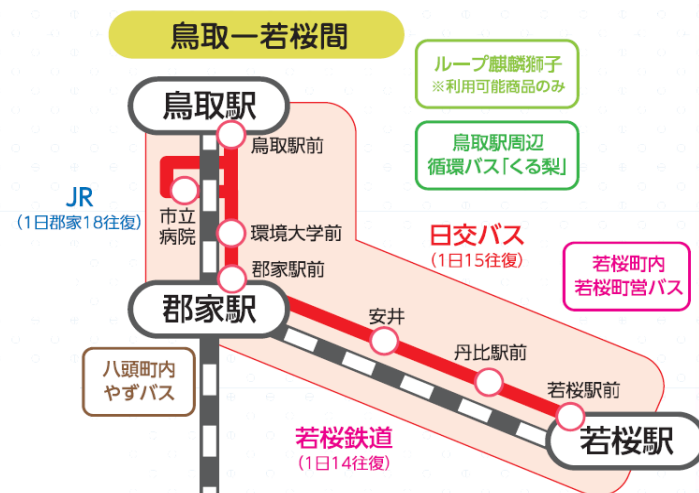 鳥取ー若桜間
ループ麒麟獅子
※利用可能商品のみ
鳥取駅
鳥取駅前
鳥取駅周辺
循環バス「くる梨」
JR
(1日郡家18往復)
市立
病院
環境大学前
日交バス
(1日15往復)
郡家駅前
若桜町内
若桜町営バス
郡家駅
安井
丹比駅前
八頭町内
やずバス
若桜駅前
若桜鉄道
(1日14往復)
若桜駅